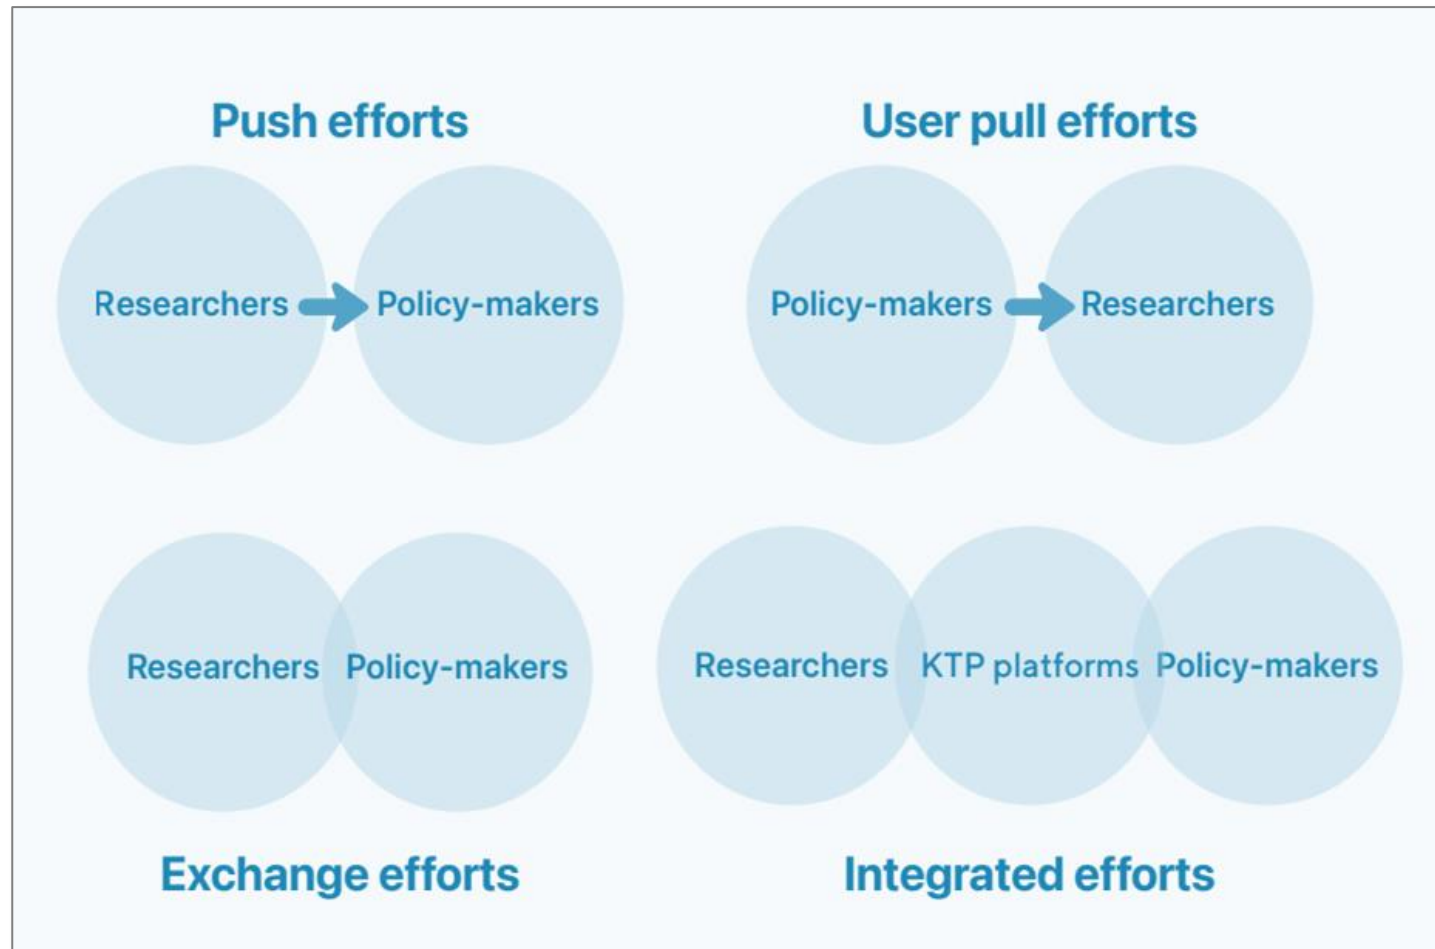 Push efforts
Researchers Policy-makers
User pull efforts
Policy-makers Researchers
Researchers Policy-makers
Exchange efforts
Researchers KTP platforms Policy-makers
Integrated efforts